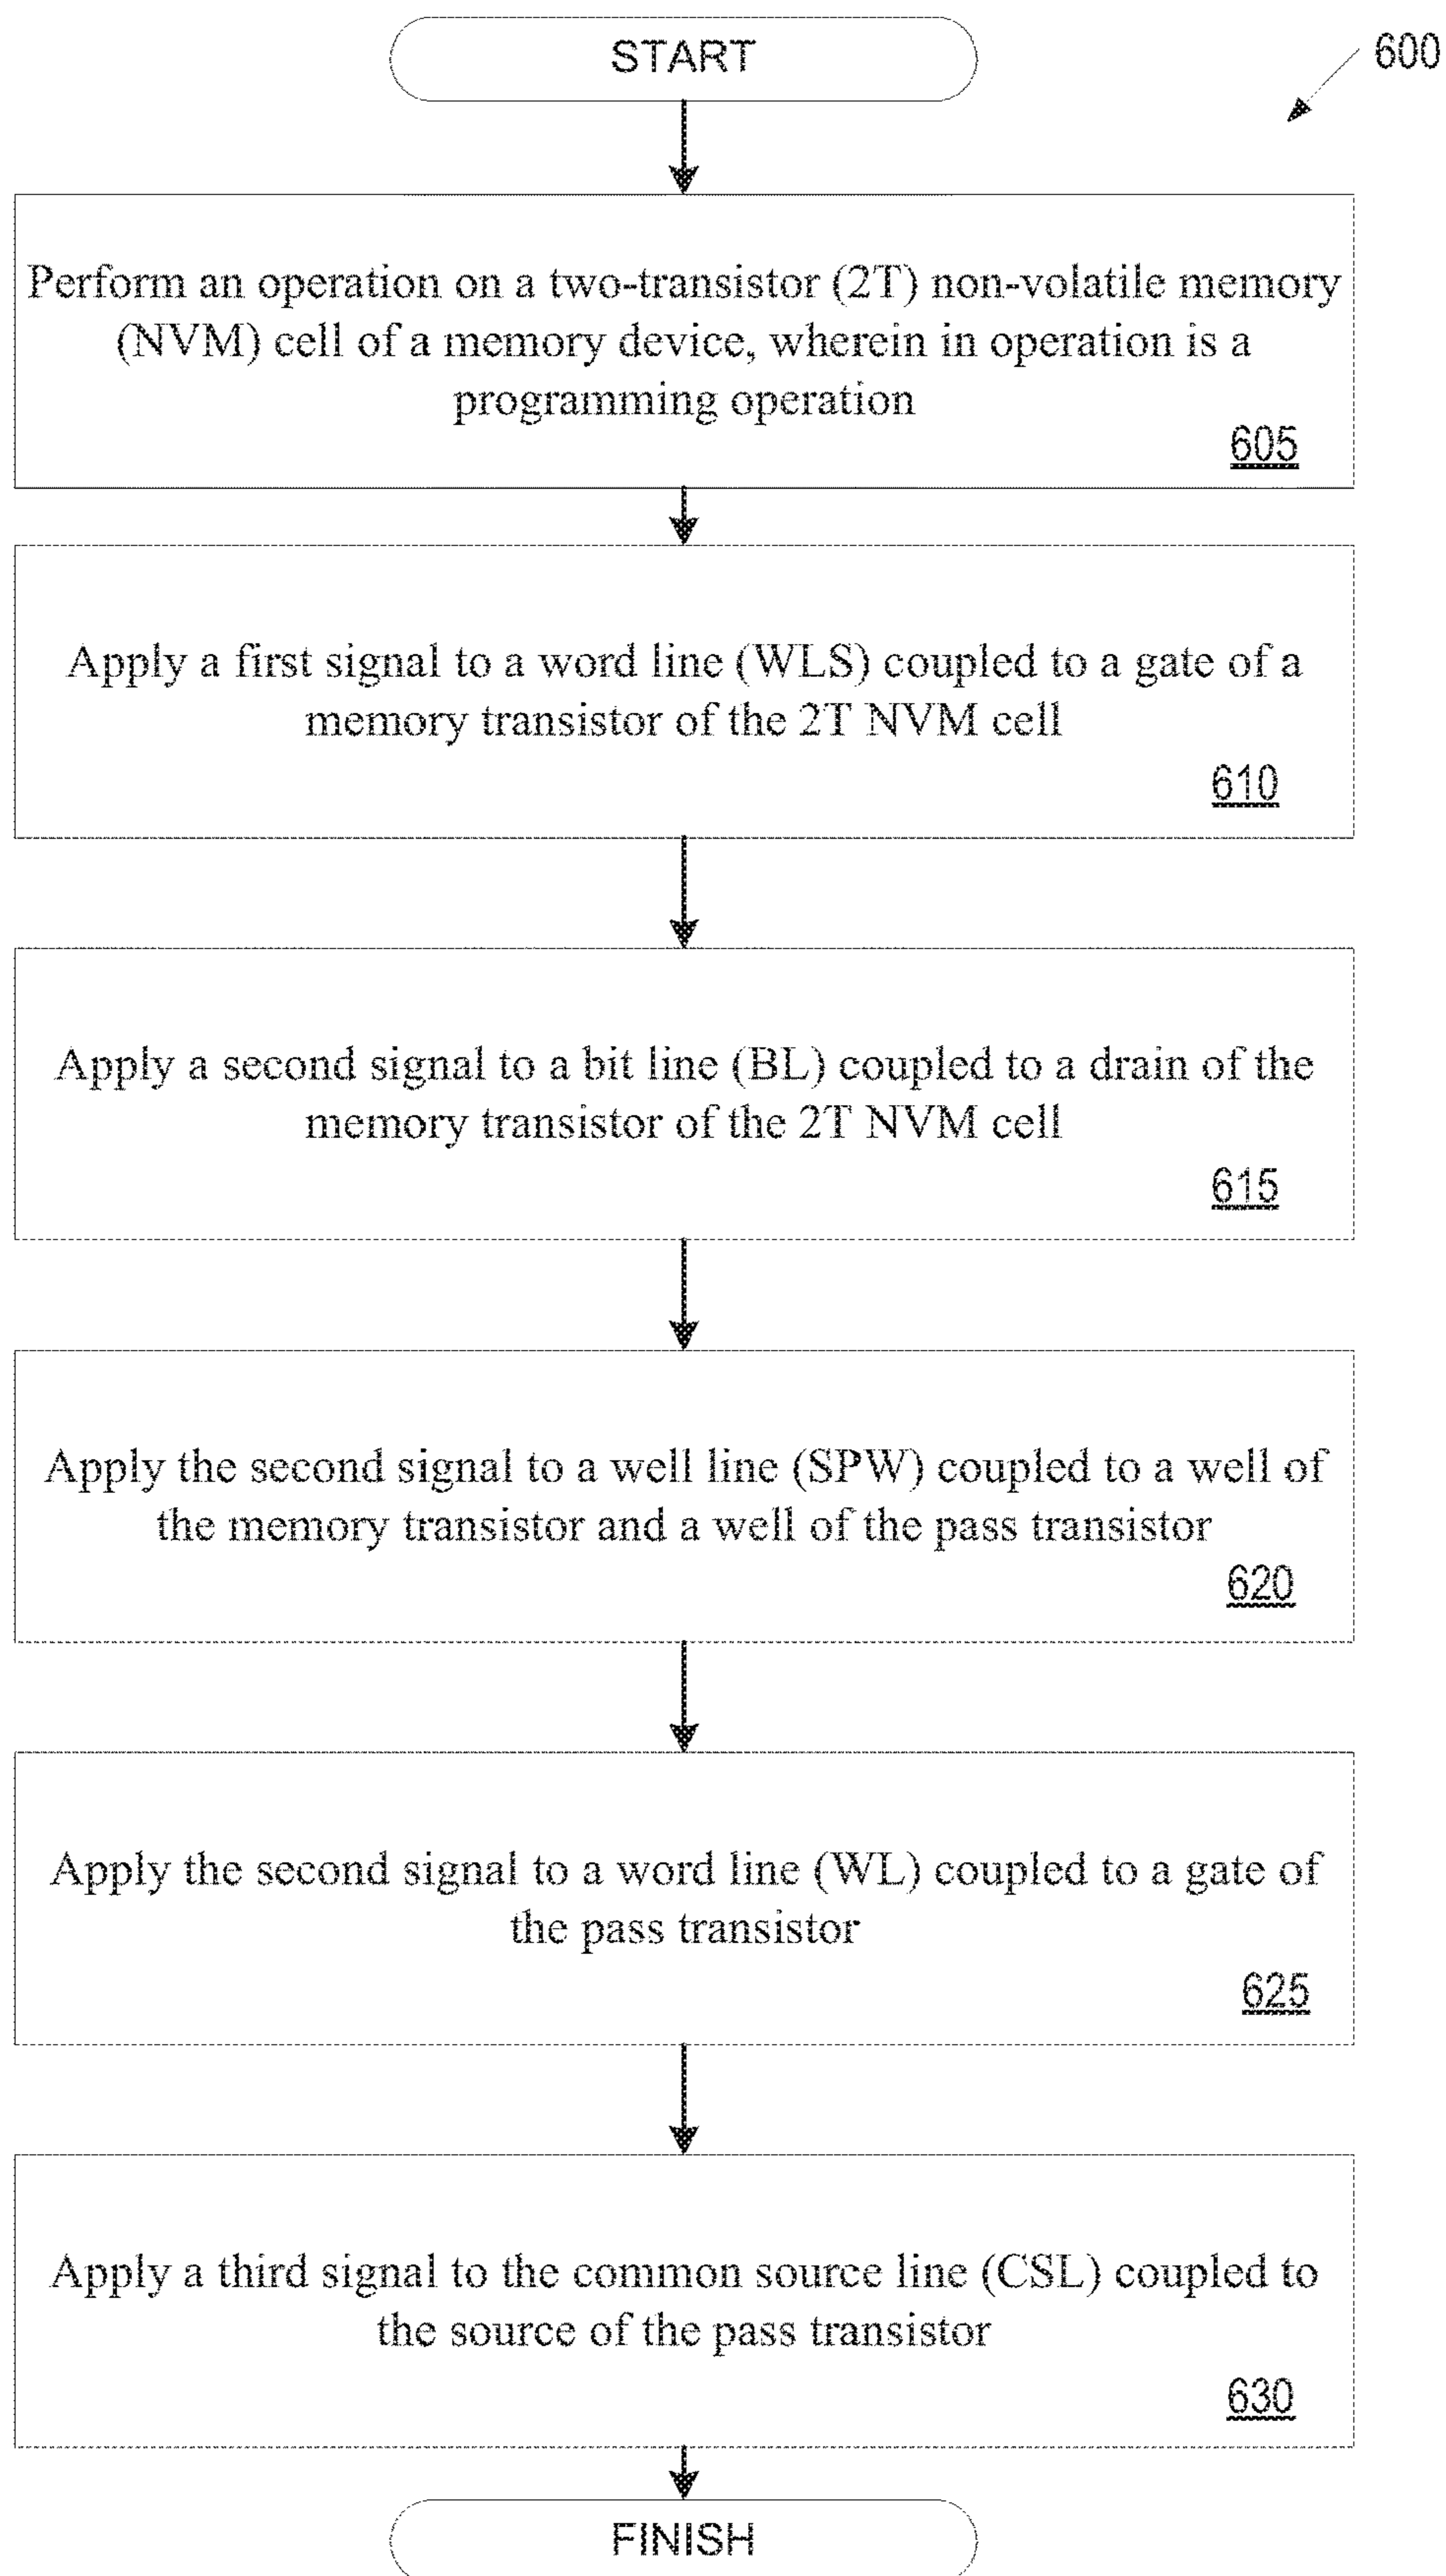 START
600
Perform an operation on a two-transistor (2T) non-volatile memory
(NVM) cell of a memory device, wherein in operation is a
programming operation
605
Apply a first signal to a word line (WLS) coupled to a gate of a
memory transistor of the 2T NVM cell
610
Apply a second signal to a bit line (BL) coupled to a drain of the
memory transistor of the 2T NVM cell
615
Apply the second signal to a well line (SPW) coupled to a well of
the memory transistor and a well of the pass transistor
620
Apply the second signal to a word line (WL) coupled to a gate of
the pass transistor
625
Apply a third signal to the common source line (CSL) coupled to
the source of the pass transistor
630
FINISH